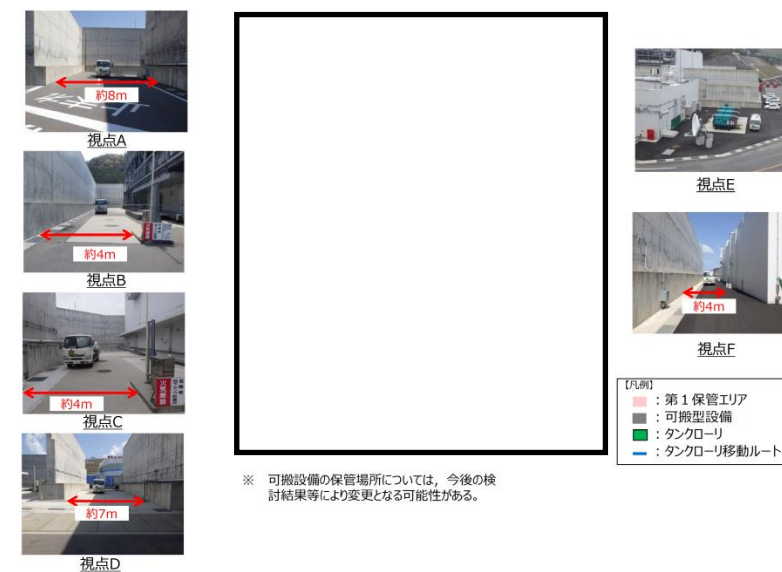 約8m
視点A
約4m
視点B
約4m
視点C
約7m
視点D
※ 可搬設備の保管場所については，今後の検
討結果等により変更となる可能性がある。
視点E
約4m
視点F
【凡例】
：第１保管エリア
：可搬型設備
：タンクローリ
：タンクローリ移動ルート